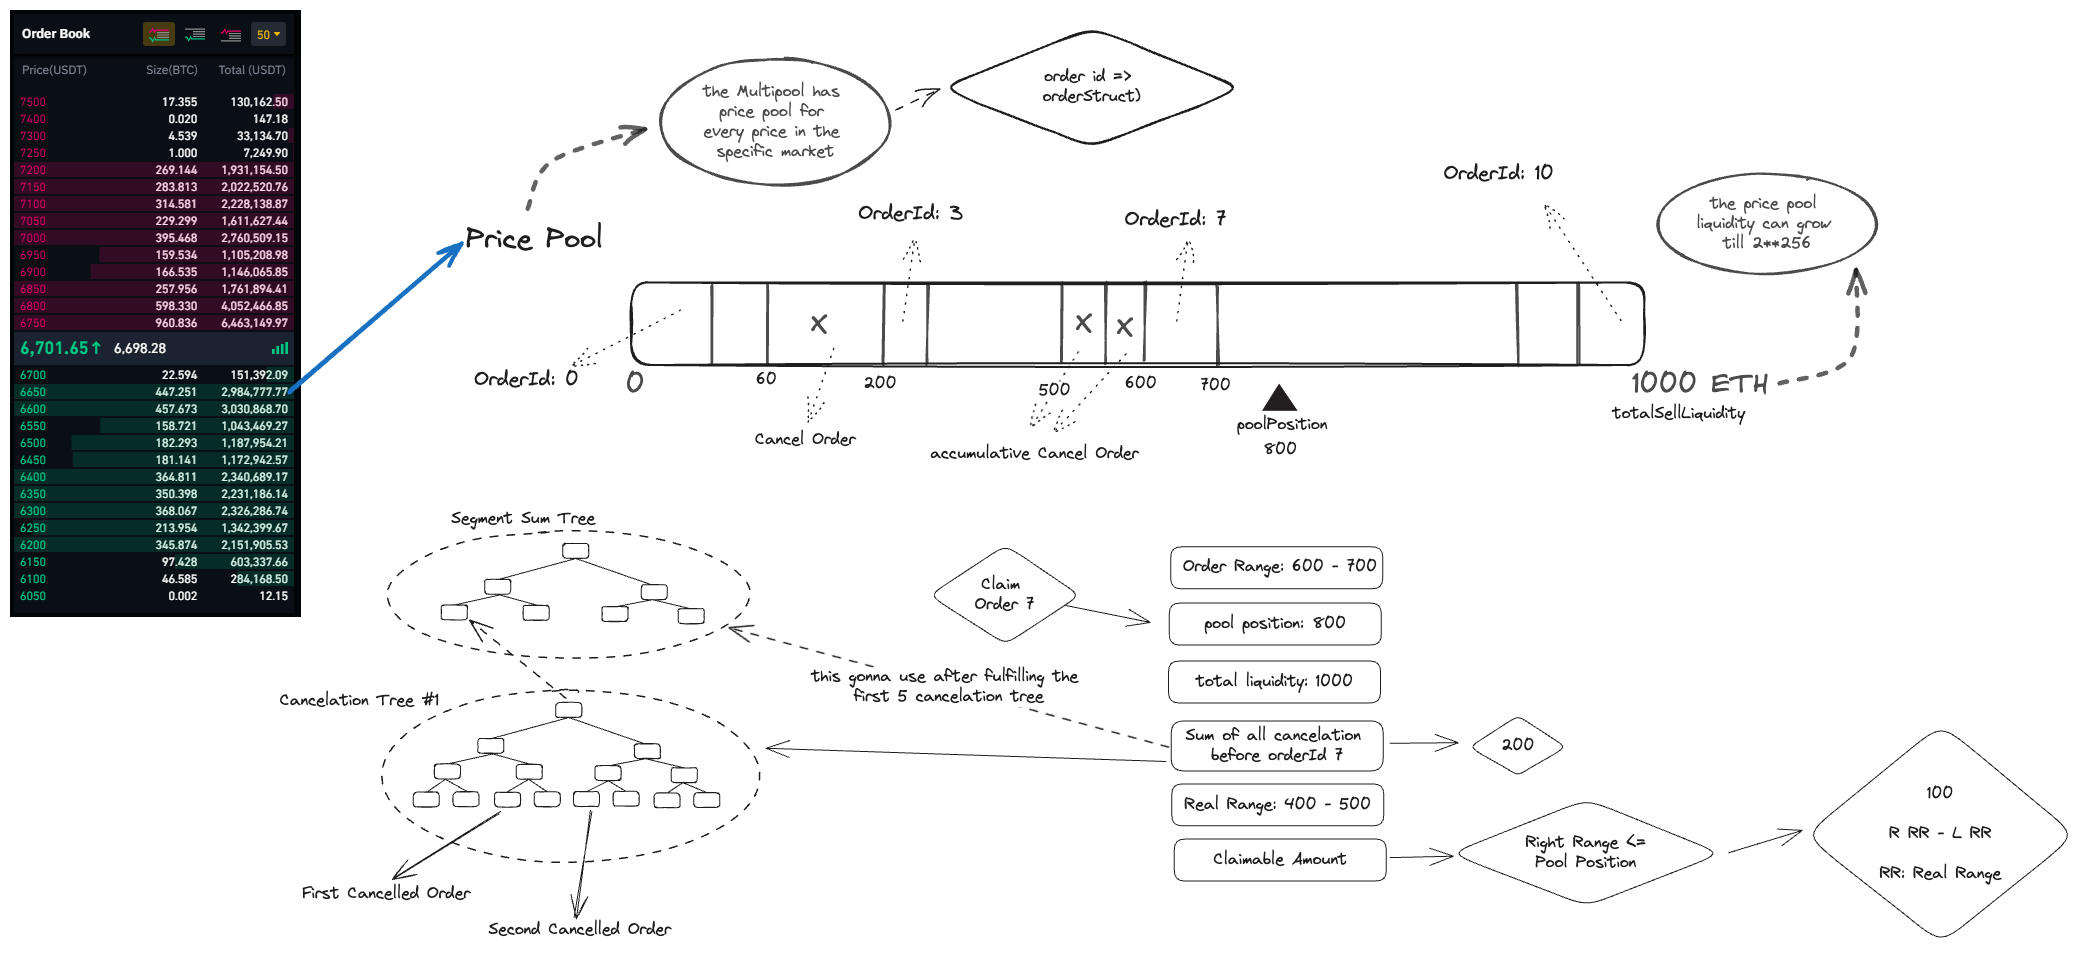 Order Book
50
Price(USDT) Size(BTC) Total (USDT)
7500 17.355 130,162.50
7400 0.020 147.18
7300 4.539 33,134.70
7250 1.000 7,249.90
7200 269.144 1,931,154.50
7150 283.813 2,022,520.76
7100 314.581 2,228,138.87
7050 229.299 1,611,627.44
7000 395.468 2,760,509.15
6950 159.534 1,105,208.98
6900 166.535 1,146,065.85
6850 257.956 1,761,894.41
6800 598.330 4,052,466.85
6750 960.836 6,463,149.97
6,701.65↑ 6,698.28
6700 22.594 151,392.09
6650 447.251 2,984,777.77
6600 457.673 3,030,868.70
6550 158.721 1,043,469.27
6500 182.293 1,187,954.21
6450 181.141 1,172,942.57
6400 364.811 2,340,689.17
6350 350.398 2,231,186.14
6300 368.067 2,326,286.74
6250 213.954 1,342,399.67
6200 345.874 2,151,905.53
6150 97.428 603,337.66
6100 46.585 284,168.50
6050 0.002 12.15
the Multipool has
price pool for
every price in the
specific market
order id =>
orderStruct)
Price Pool
OrderId: 3
OrderId: 7
OrderId: 10
the price pool
liquidity can grow
till 2**256
X
X
X
OrderId: 0
0
60
200
500
600
700
1000 ETH
totalSellLiquidity
poolPosition
800
Cancel Order
accumulative Cancel Order
Segment Sum Tree
Cancelation Tree #1
First Cancelled Order
Second Cancelled Order
this gonna use after fulfilling the
first 5 cancelation tree
Claim
Order 7
Order Range: 600 - 700
pool position: 800
total liquidity: 1000
Sum of all cancelation
before orderId 7
200
Real Range: 400 - 500
Claimable Amount
Right Range <=
Pool Position
100
R RR - L RR
RR: Real Range